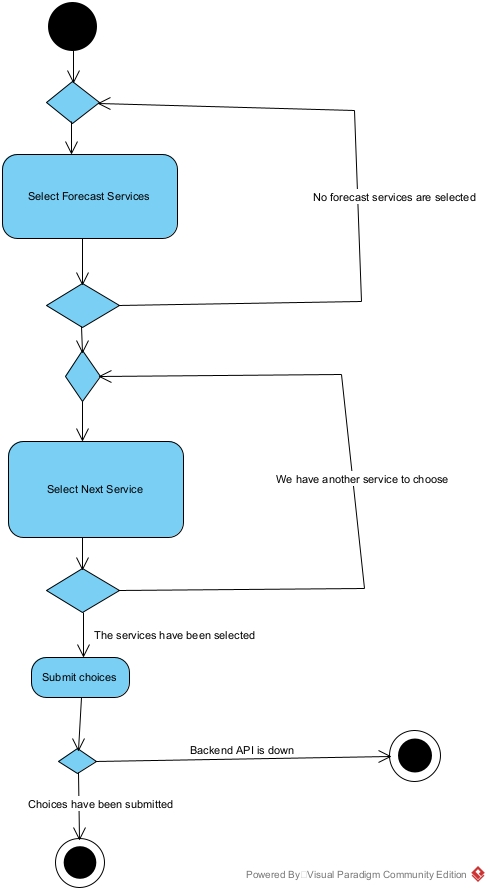 Select Forecast Services
No forecast services are selected
Select Next Service
We have another service to choose
The services have been selected
Submit choices
Backend API is down
Choices have been submitted
Powered By Visual Paradigm Community Edition